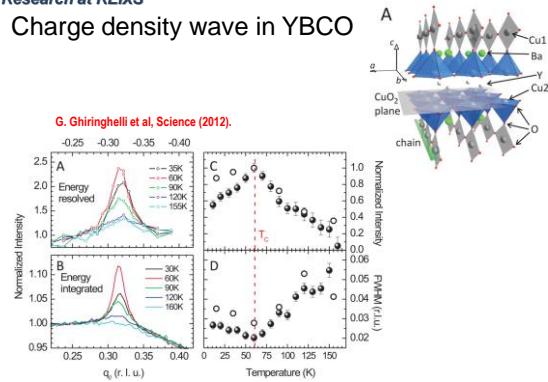 Research at REIXS
Charge density wave in YBCO
G. Ghiringhelli et al, Science (2012).
A
c
a
b
Cu1
Ba
Y
Cu2
CuO2
plane
O
chain
-0.25 -0.30 -0.35 -0.40
A
Energy
resolved
35K
60K
90K
120K
155K
2.5
2.0
1.5
1.0
Normalized Intensity
B
Energy
integrated
30K
60K
90K
120K
160K
1.10
1.05
1.00
0.95
0.25 0.30 0.35 0.40
q∥ (r. l. u.)
C
TC
1.0
0.8
0.6
0.4
0.2
0.0
Normalized Intensity
D
0.06
0.05
0.04
0.03
0.02
FWHM (r.l.u.)
0 25 50 75 100 125 150
Temperature (K)